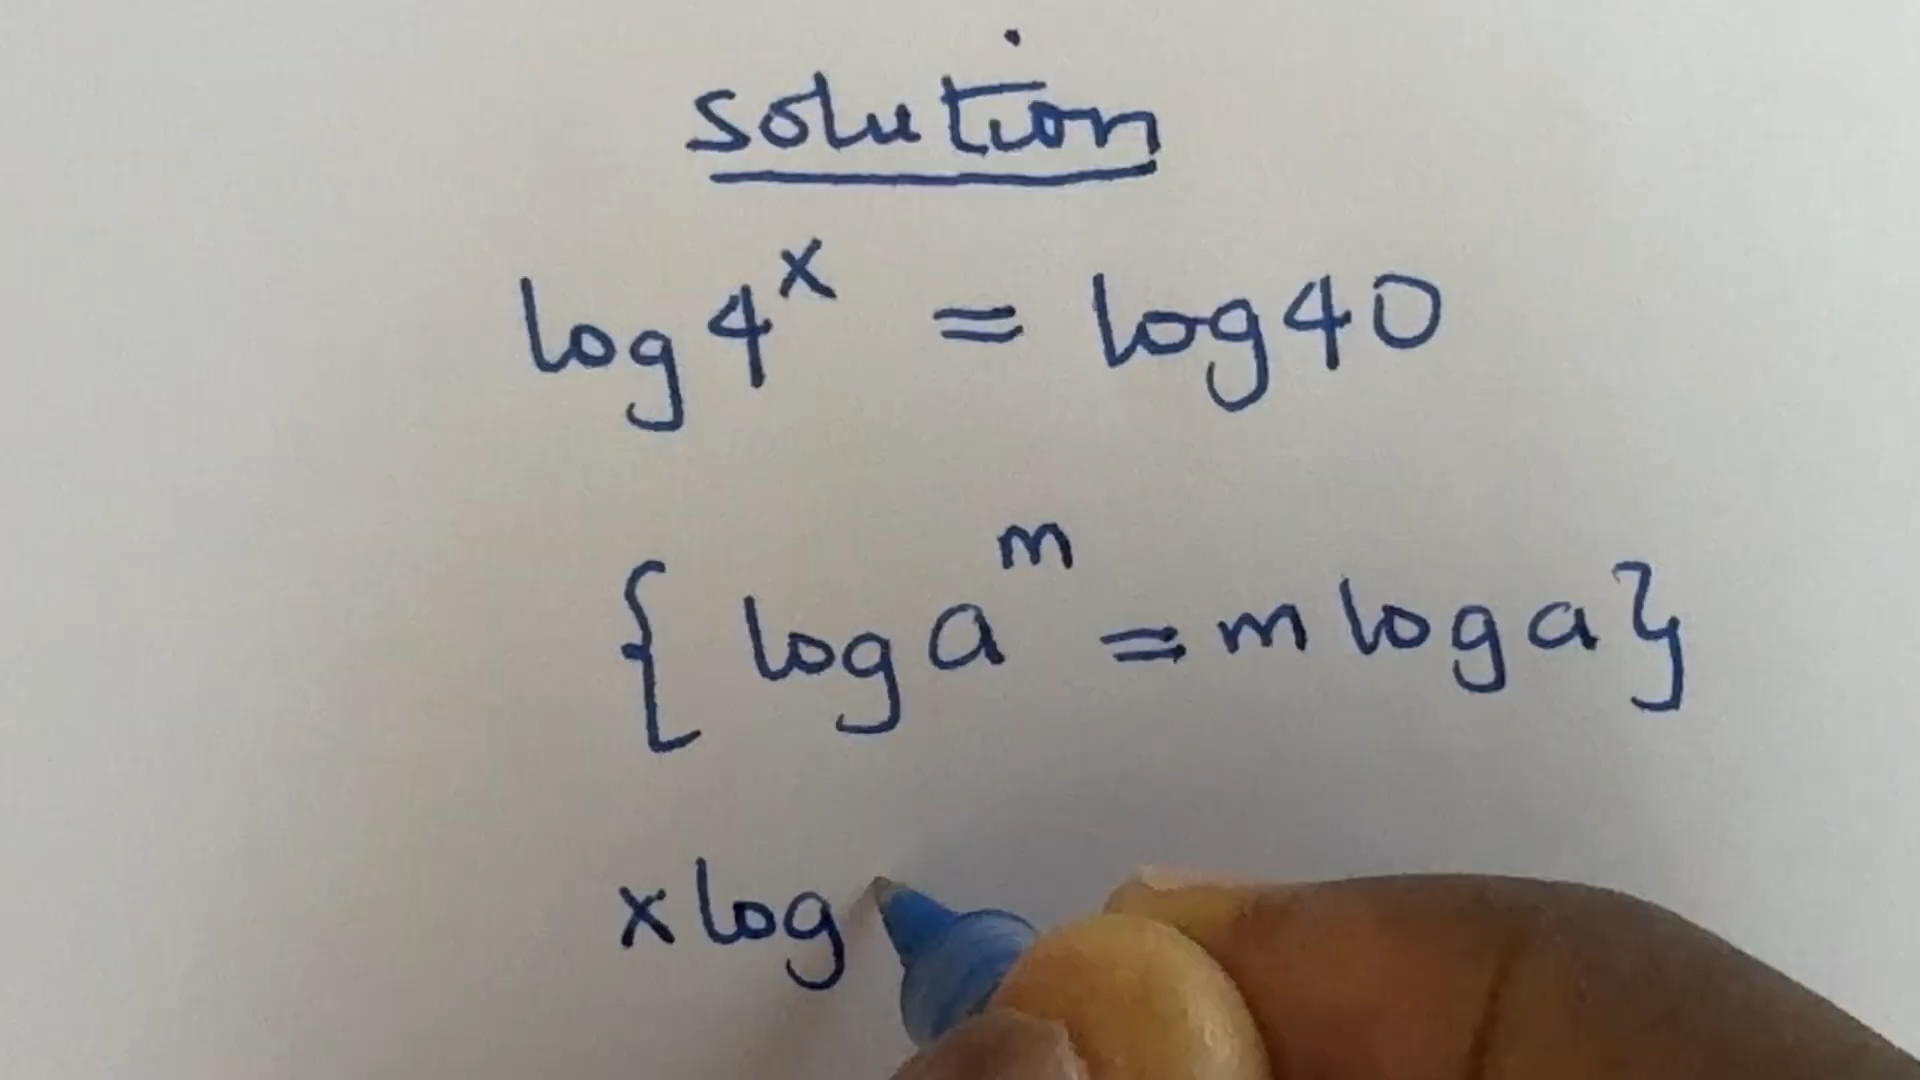 solution
log 4^x = log 40
{ log a^m = m log a }
x log